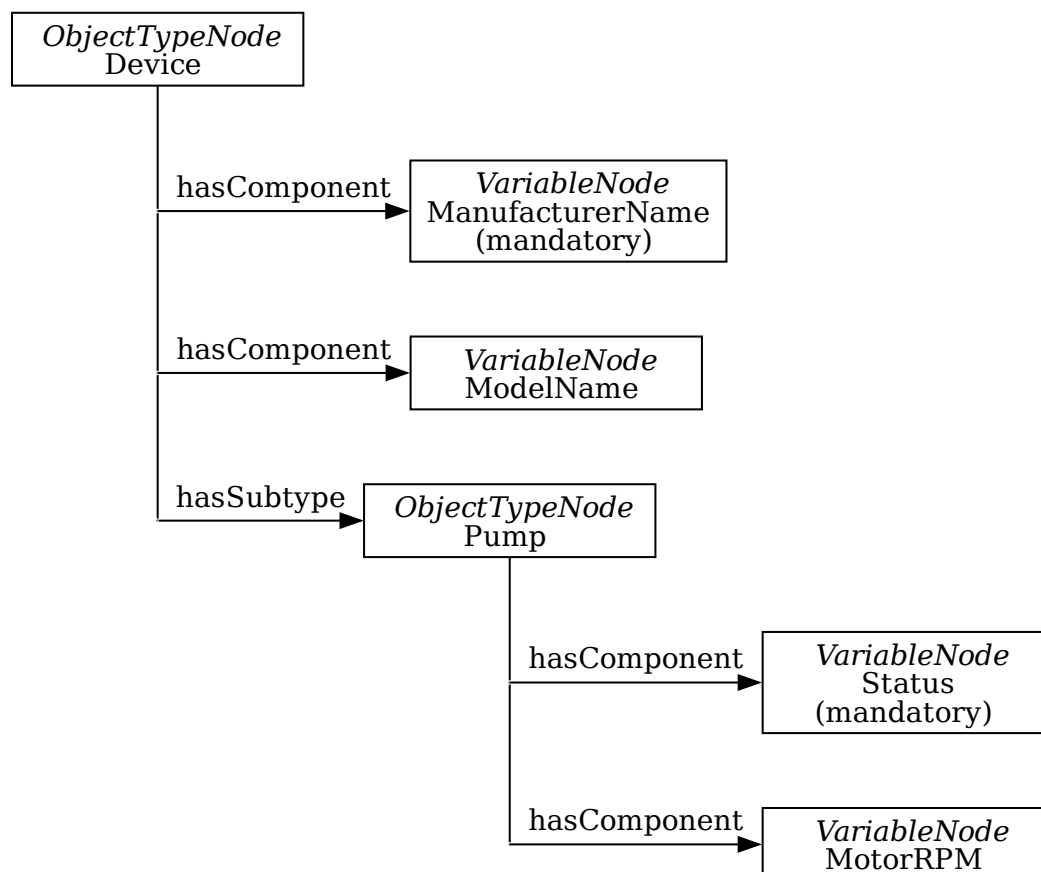 ObjectTypeNode
Device
hasComponent
VariableNode
ManufacturerName
(mandatory)
hasComponent
VariableNode
ModelName
hasSubtype
ObjectTypeNode
Pump
hasComponent
VariableNode
Status
(mandatory)
hasComponent
VariableNode
MotorRPM